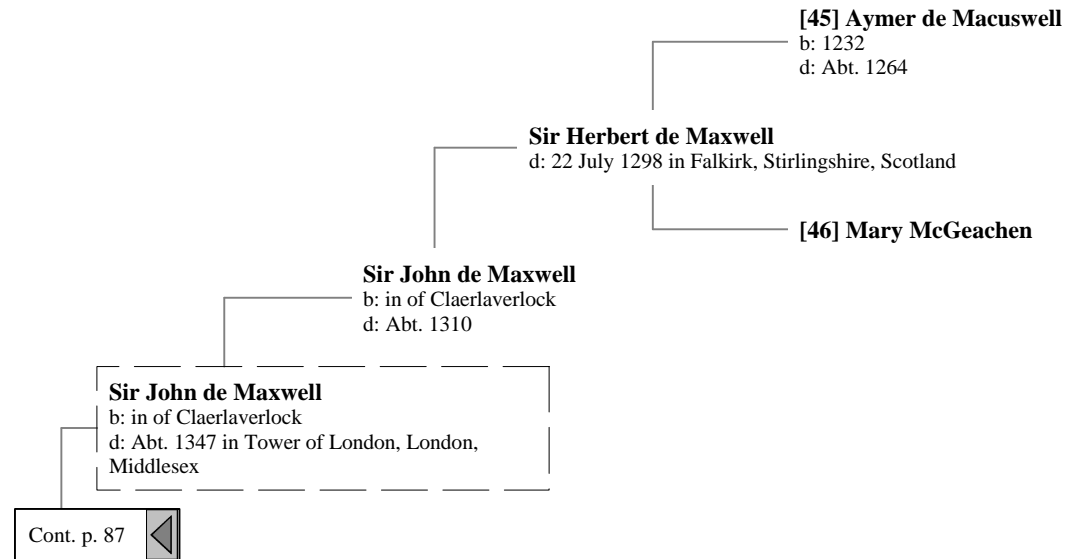 [45] Aymer de Macuswell
b: 1232
d: Abt. 1264
Sir Herbert de Maxwell
d: 22 July 1298 in Falkirk, Stirlingshire, Scotland
[46] Mary McGeachen
Sir John de Maxwell
b: in of Claerlaverlock
d: Abt. 1310
Sir John de Maxwell
b: in of Claerlaverlock
d: Abt. 1347 in Tower of London, London,
Middlesex
Cont. p. 87